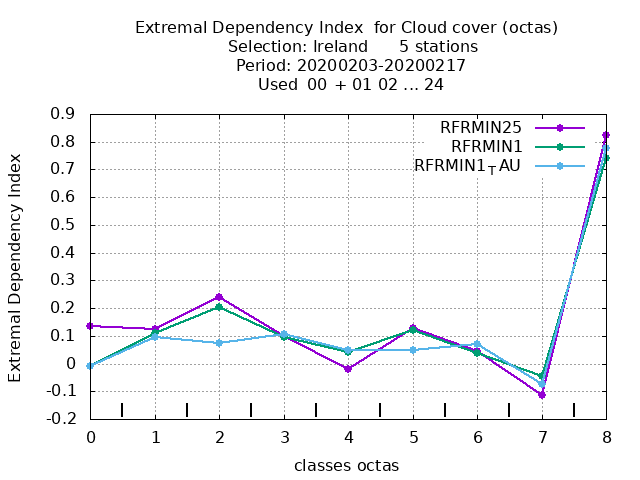 Extremal Dependency Index  for Cloud cover (octas)
Selection: Ireland      5 stations
Period: 20200203-20200217
Used  00  + 01 02 ... 24
Extremal Dependency Index
0.9
0.8
0.7
0.6
0.5
0.4
0.3
0.2
0.1
0
-0.1
-0.2
RFRMIN25
RFRMIN1
RFRMIN1TAU
0 1 2 3 4 5 6 7 8
classes octas